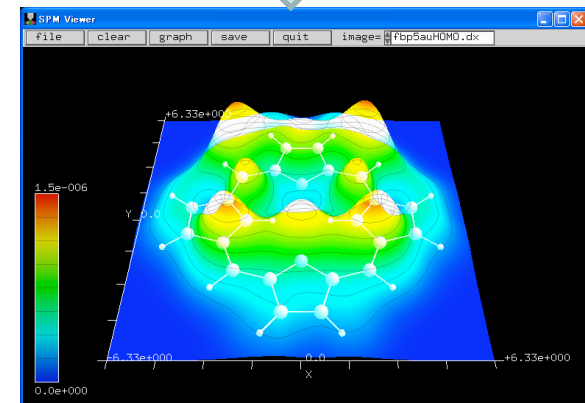 SPM Viewer
file clear graph save quit image= fbp5auHOMO.dx
+6.33e+000
1.5e-006
Y 0.0
-6.33e+000 0.0 +6.33e+000
X
0.0e+000